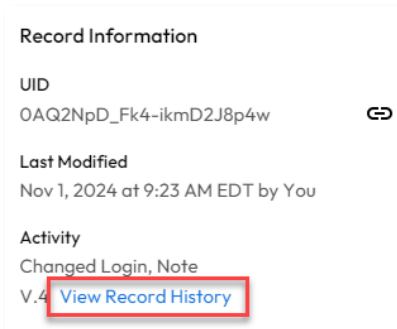 Record Information
UID
0AQ2NpD_Fk4-ikmD2J8p4w
Last Modified
Nov 1, 2024 at 9:23 AM EDT by You
Activity
Changed Login, Note
V.4 View Record History